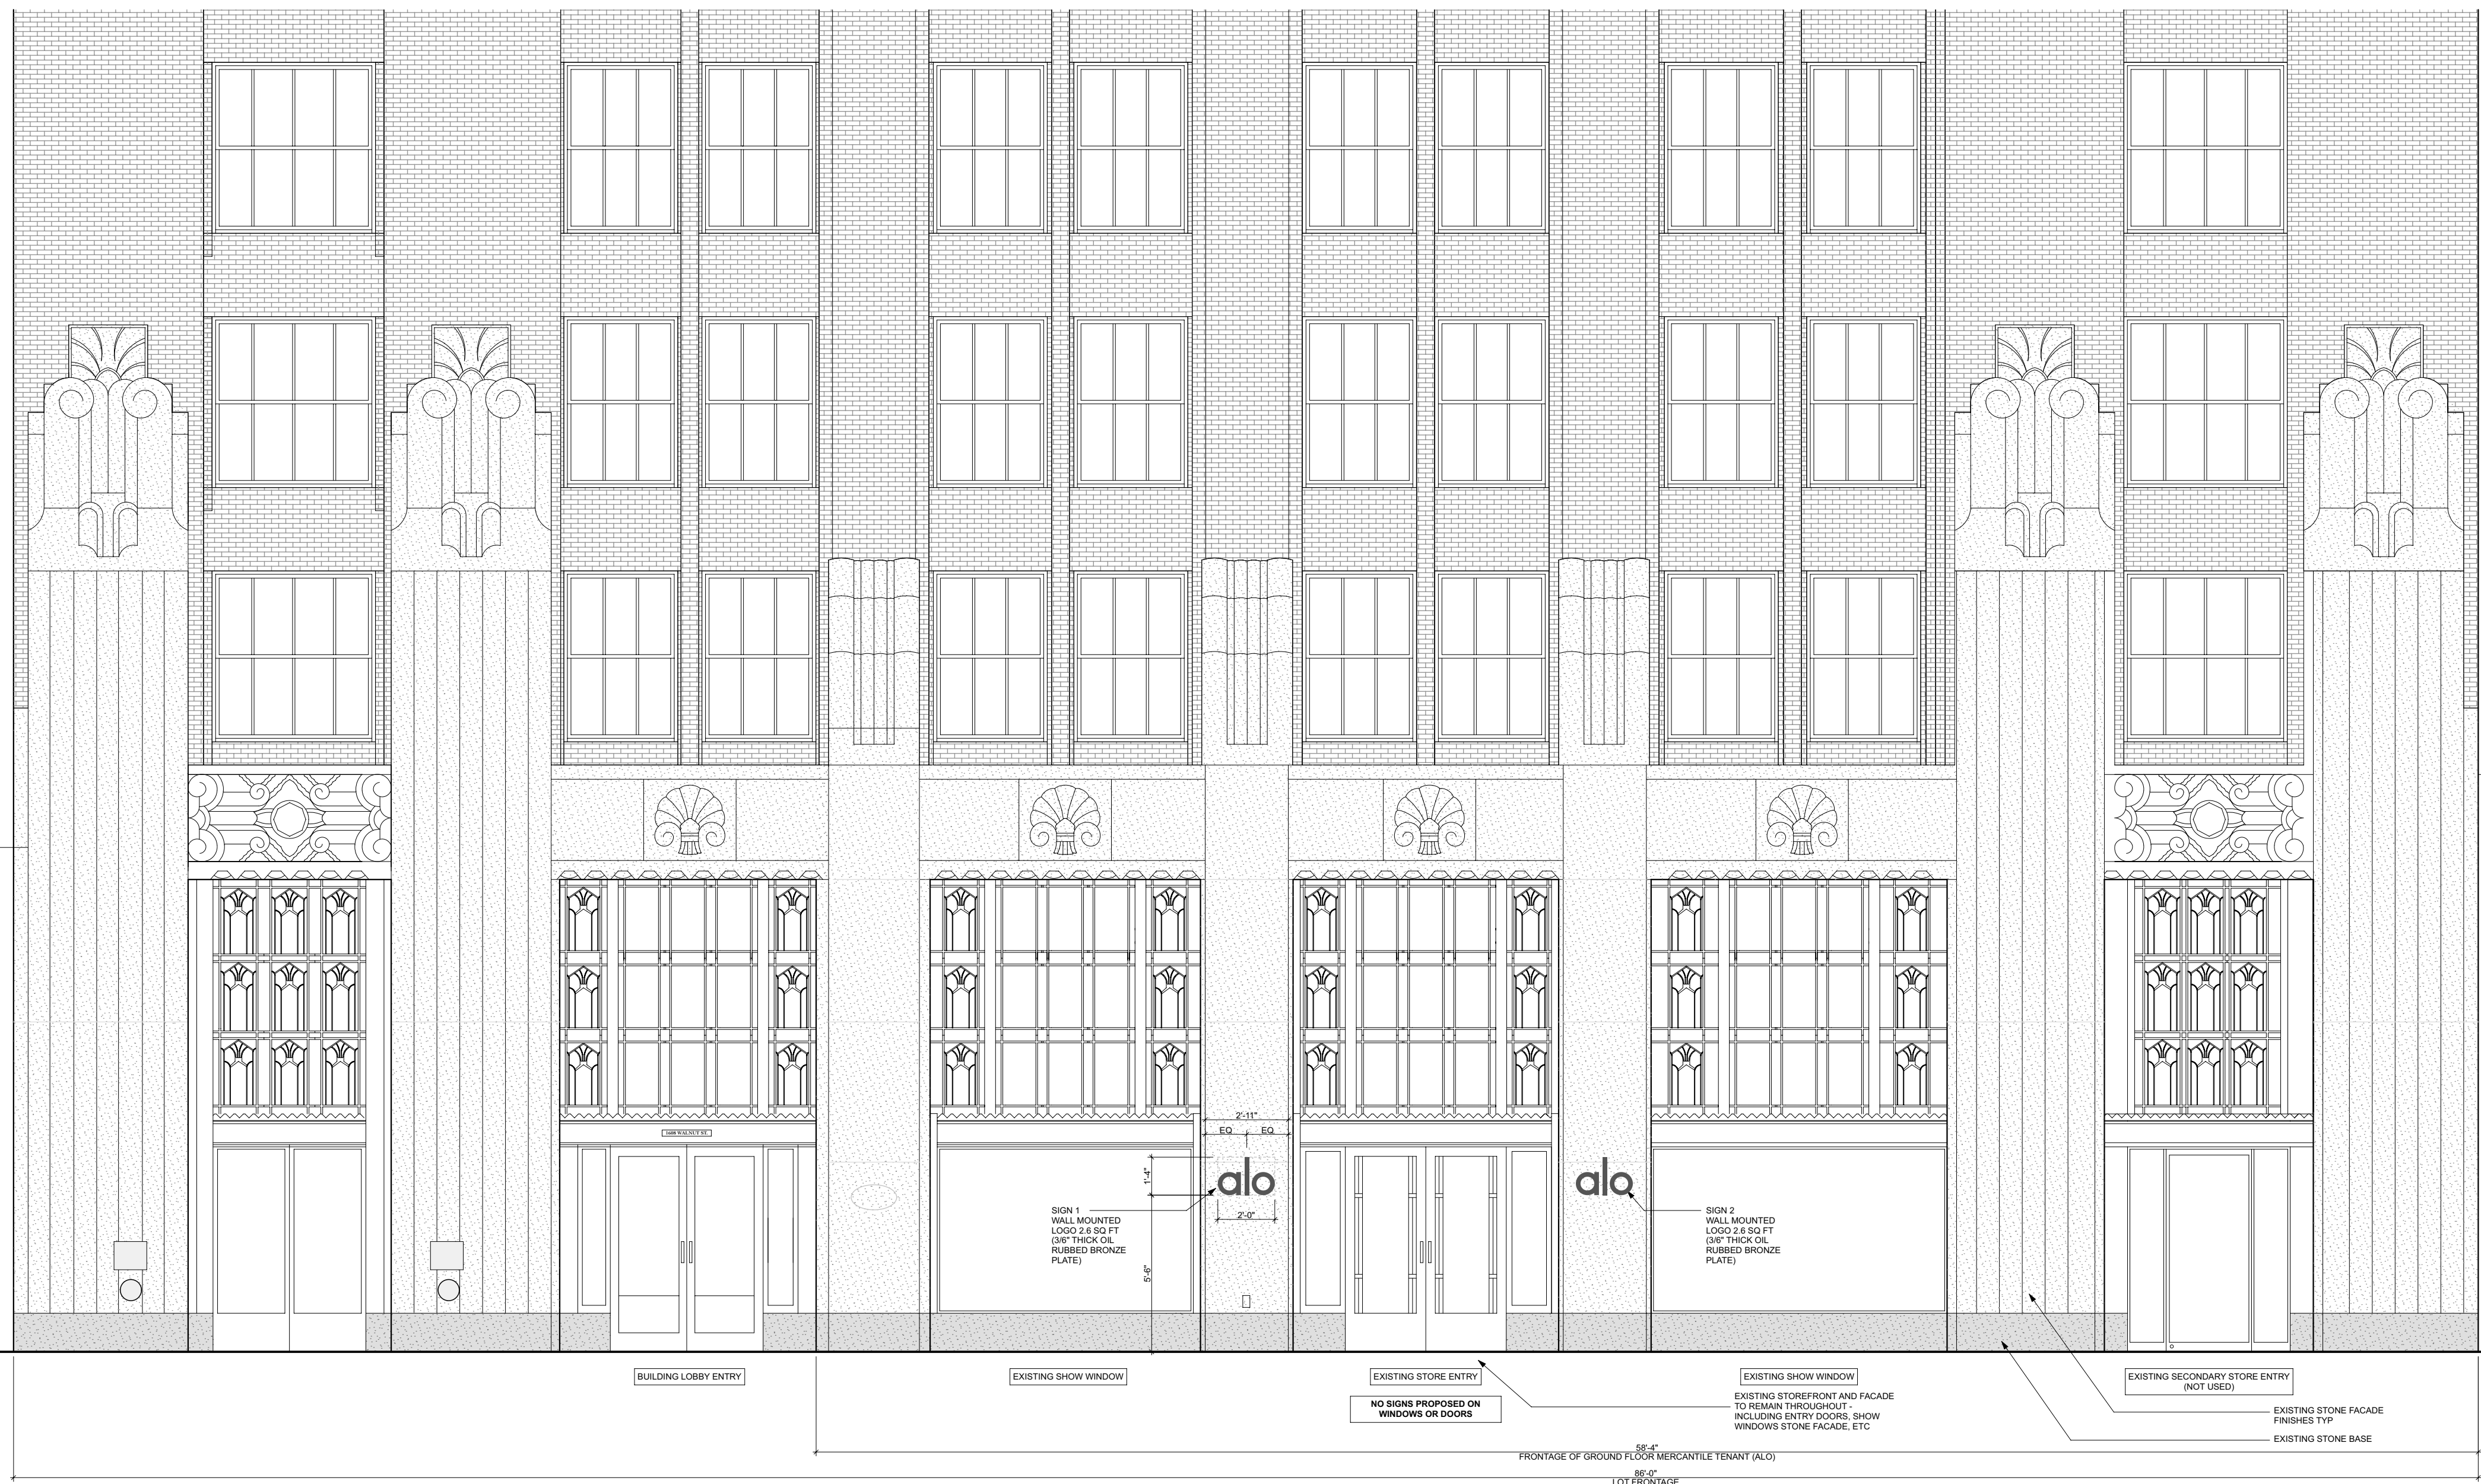 1608 WALNUT ST.
2'-11"
EQ
EQ
1'-4"
alo
alo
2'-0"
5'-6"
SIGN 1
WALL MOUNTED
LOGO 2.6 SQ FT
(3/6" THICK OIL
RUBBED BRONZE
PLATE)
SIGN 2
WALL MOUNTED
LOGO 2.6 SQ FT
(3/6" THICK OIL
RUBBED BRONZE
PLATE)
BUILDING LOBBY ENTRY
EXISTING SHOW WINDOW
EXISTING STORE ENTRY
EXISTING SHOW WINDOW
EXISTING SECONDARY STORE ENTRY
(NOT USED)
NO SIGNS PROPOSED ON
WINDOWS OR DOORS
EXISTING STOREFRONT AND FACADE
TO REMAIN THROUGHOUT -
INCLUDING ENTRY DOORS, SHOW
WINDOWS STONE FACADE, ETC
EXISTING STONE FACADE
FINISHES TYP
EXISTING STONE BASE
58'-4"
FRONTAGE OF GROUND FLOOR MERCANTILE TENANT (ALO)
86'-0"
LOT FRONTAGE